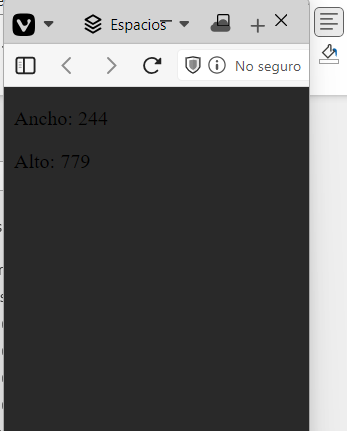 Espacios
No seguro
Ancho: 244
Alto: 779